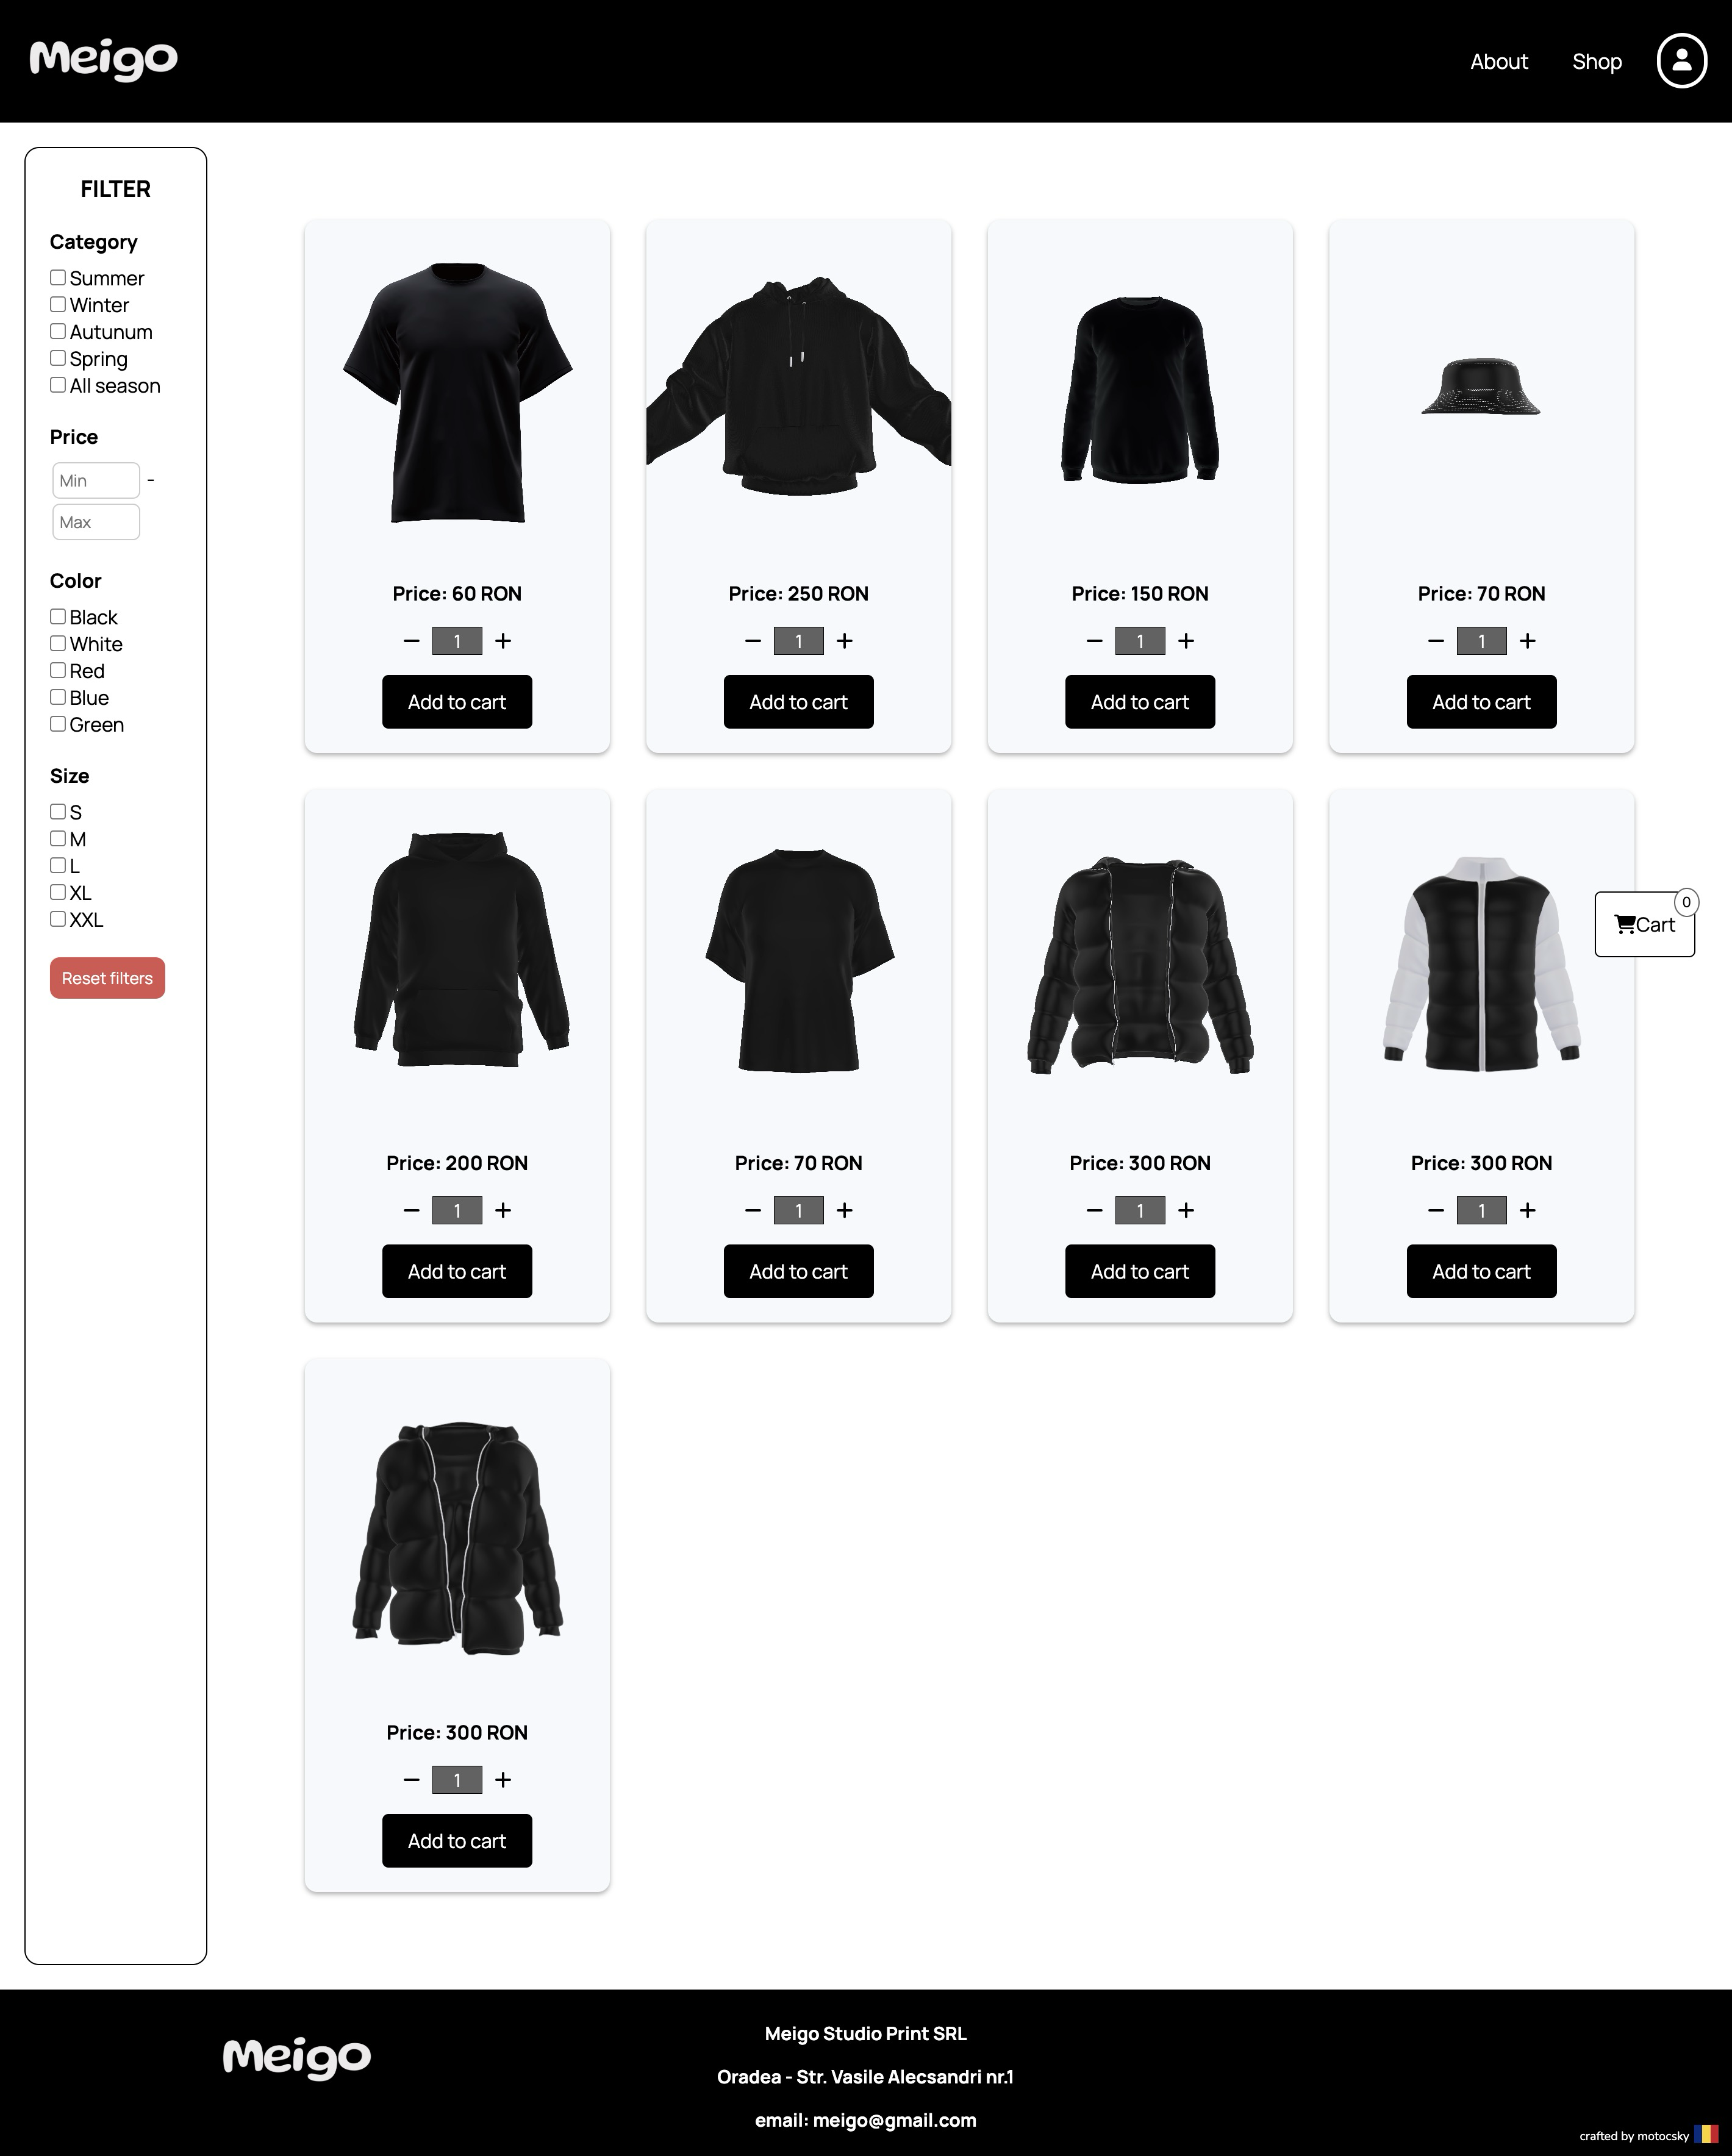 Meigo
About
Shop
FILTER
Category
Summer
Winter
Autunum
Spring
All season
Price
Min
-
Max
Color
Black
White
Red
Blue
Green
Size
S
M
L
XL
XXL
Reset filters
Price: 60 RON
− 1 +
Add to cart
Price: 250 RON
− 1 +
Add to cart
Price: 150 RON
− 1 +
Add to cart
Price: 70 RON
− 1 +
Add to cart
Price: 200 RON
− 1 +
Add to cart
Price: 70 RON
− 1 +
Add to cart
Price: 300 RON
− 1 +
Add to cart
Price: 300 RON
− 1 +
Add to cart
0
Cart
Price: 300 RON
− 1 +
Add to cart
Meigo
Meigo Studio Print SRL
Oradea - Str. Vasile Alecsandri nr.1
email: meigo@gmail.com
crafted by motocsky